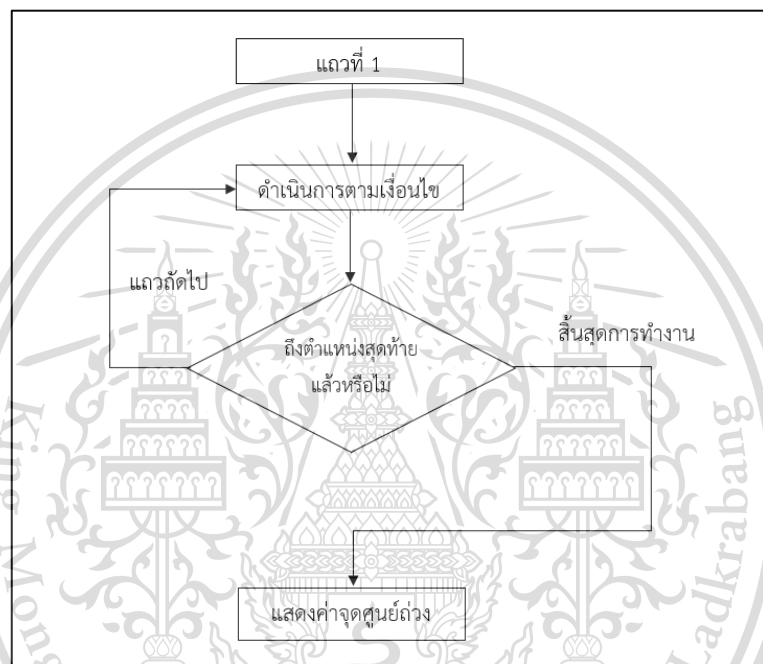 แถวที่ 1
ดำเนินการตามเงื่อนไข
แถวถัดไป
ถึงตำแหน่งสุดท้าย
แล้วหรือไม่
สิ้นสุดการทำงาน
แสดงค่าจุดศูนย์ถ่วง
King Mong
Ladkrabang